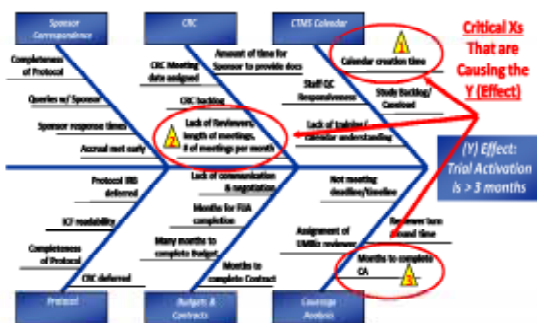 Sponsor
Correspondence
CRC
CTMS Calendar
Critical Xs
That are
Causing the
Y (Effect)
Completeness
of Protocol
Queries w/ Sponsor
Sponsor response times
Accrual met early
CRC Meeting
date assigned
Amount of time for
Sponsor to provide docs
CRC backlog
2
Lack of Reviewers,
length of meetings,
# of meetings per month
1
Calendar creation time
Staff QC
Responsiveness
Study Backlog/
Caseload
Lack of training/
calendar understanding
(Y) Effect:
Trial Activation
is > 3 months
Protocol IRB
deferred
ICF readability
Completeness
of Protocol
CRC deferred
Lack of communication
& negotiation
Months for FUA
completion
Many months to
complete Budget
Months to
complete Contract
Not meeting
deadline/timeline
Assignment of
reviewer
Reviewer turn
around time
Months to complete
CA
3
Protocol
Budgets &
Contracts
Coverage
Analysis